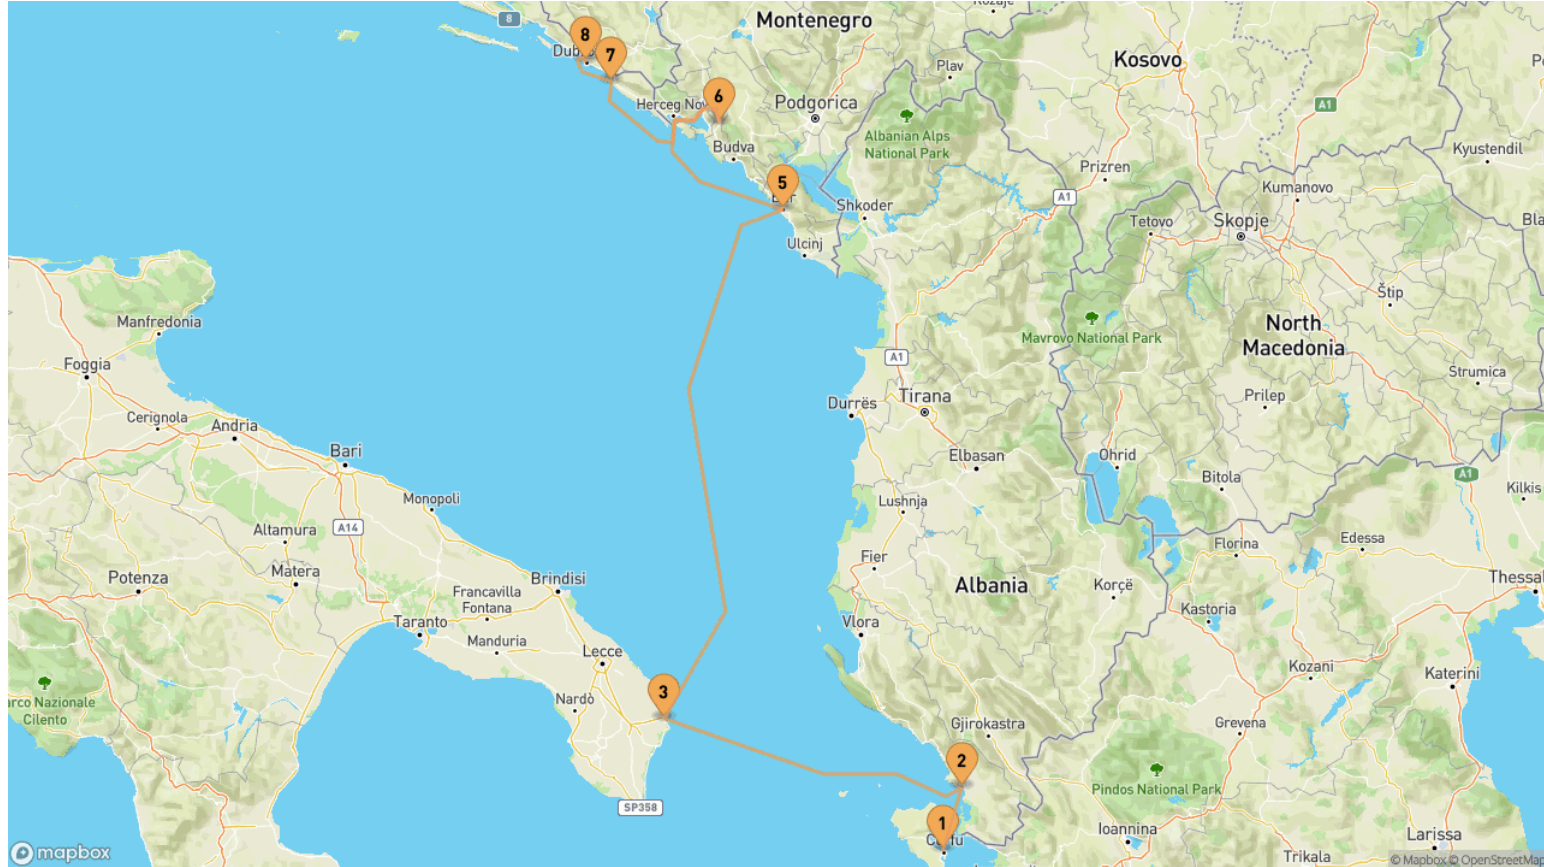 8
Montenegro
Rožaje
Kosovo
8
7
Plav
6
Herceg Nov
Podgorica
A1
Albanian Alps
National Park
Budva
Kyustendil
Prizren
5
Kumanovo
A1
Shkoder
Tetovo
Skopje
Ulcinj
Štip
Manfredonia
North
Macedonia
Mavrovo National Park
A1
Foggia
Strumica
Tirana
Prilep
Durrës
Cerignola
Andria
Bari
Elbasan
Ohrid
A1
Bitola
Kilkis
Monopoli
Lushnja
A14
Altamura
Edessa
Florina
Fier
Matera
Potenza
Brindisi
Albania
Korçë
Thessal
Francavilla
Fontana
Kastoria
Taranto
Vlora
Manduria
Lecce
Kozani
Katerini
3
Nardò
arco Nazionale
Cilento
Gjirokastra
Grevena
2
Pindos National Park
SP358
1
Ioannina
Larissa
Trikala
mapbox
© Mapbox © OpenStreetMap